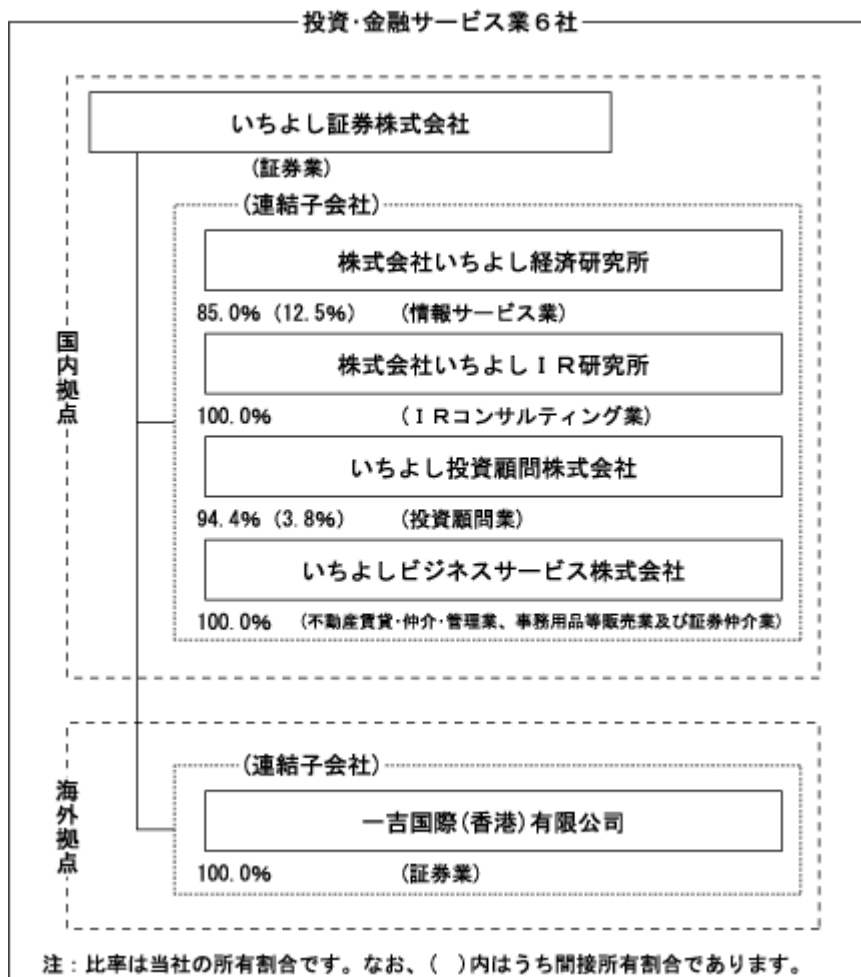 投資・金融サービス業６社
いちよし証券株式会社
(証券業)
(連結子会社)
株式会社いちよし経済研究所
85.0% (12.5%) (情報サービス業)
株式会社いちよしＩＲ研究所
100.0% (ＩＲコンサルティング業)
いちよし投資顧問株式会社
94.4% (3.8%) (投資顧問業)
いちよしビジネスサービス株式会社
100.0% (不動産賃貸・仲介・管理業、事務用品等販売業及び証券仲介業)
国内拠点
(連結子会社)
一吉国際(香港)有限公司
100.0% (証券業)
海外拠点
注：比率は当社の所有割合です。なお、( )内はうち間接所有割合であります。